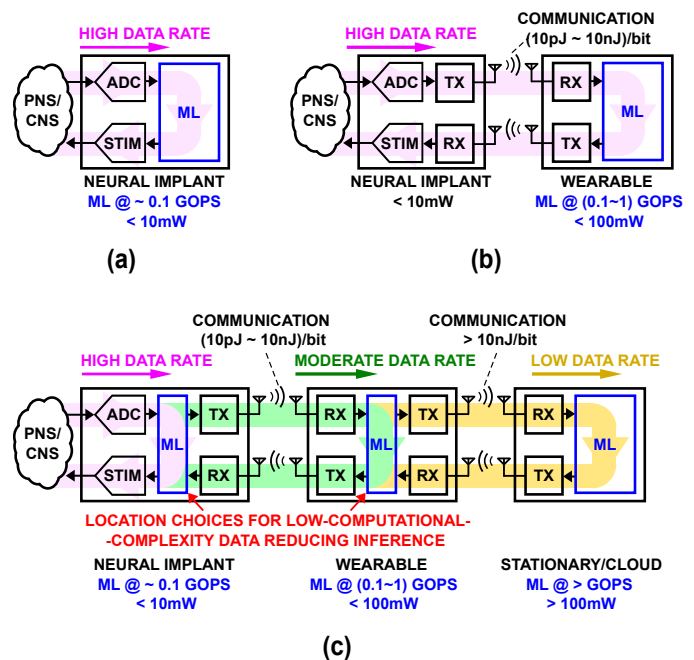 HIGH DATA RATE
PNS/
CNS
ADC
STIM
ML
NEURAL IMPLANT
ML @ ~ 0.1 GOPS
< 10mW
(a)
COMMUNICATION
(10pJ ~ 10nJ)/bit
HIGH DATA RATE
PNS/
CNS
ADC
TX
STIM
RX
RX
TX
ML
NEURAL IMPLANT
< 10mW
WEARABLE
ML @ (0.1~1) GOPS
< 100mW
(b)
COMMUNICATION
(10pJ ~ 10nJ)/bit
COMMUNICATION
> 10nJ/bit
HIGH DATA RATE
MODERATE DATA RATE
LOW DATA RATE
PNS/
CNS
ADC
STIM
ML
TX
RX
RX
TX
ML
TX
RX
RX
TX
ML
LOCATION CHOICES FOR LOW-COMPUTATIONAL-
-COMPLEXITY DATA REDUCING INFERENCE
NEURAL IMPLANT
ML @ ~ 0.1 GOPS
< 10mW
WEARABLE
ML @ (0.1~1) GOPS
< 100mW
STATIONARY/CLOUD
ML @ > GOPS
> 100mW
(c)